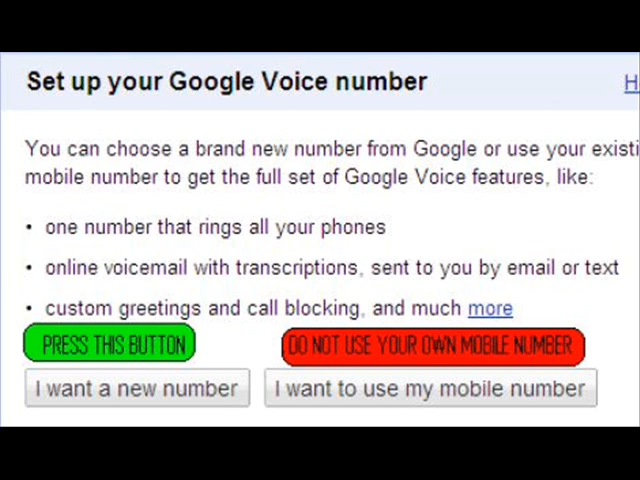 Set up your Google Voice number
H
You can choose a brand new number from Google or use your existi
mobile number to get the full set of Google Voice features, like:
• one number that rings all your phones
• online voicemail with transcriptions, sent to you by email or text
• custom greetings and call blocking, and much more
PRESS THIS BUTTON
DO NOT USE YOUR OWN MOBILE NUMBER
I want a new number
I want to use my mobile number